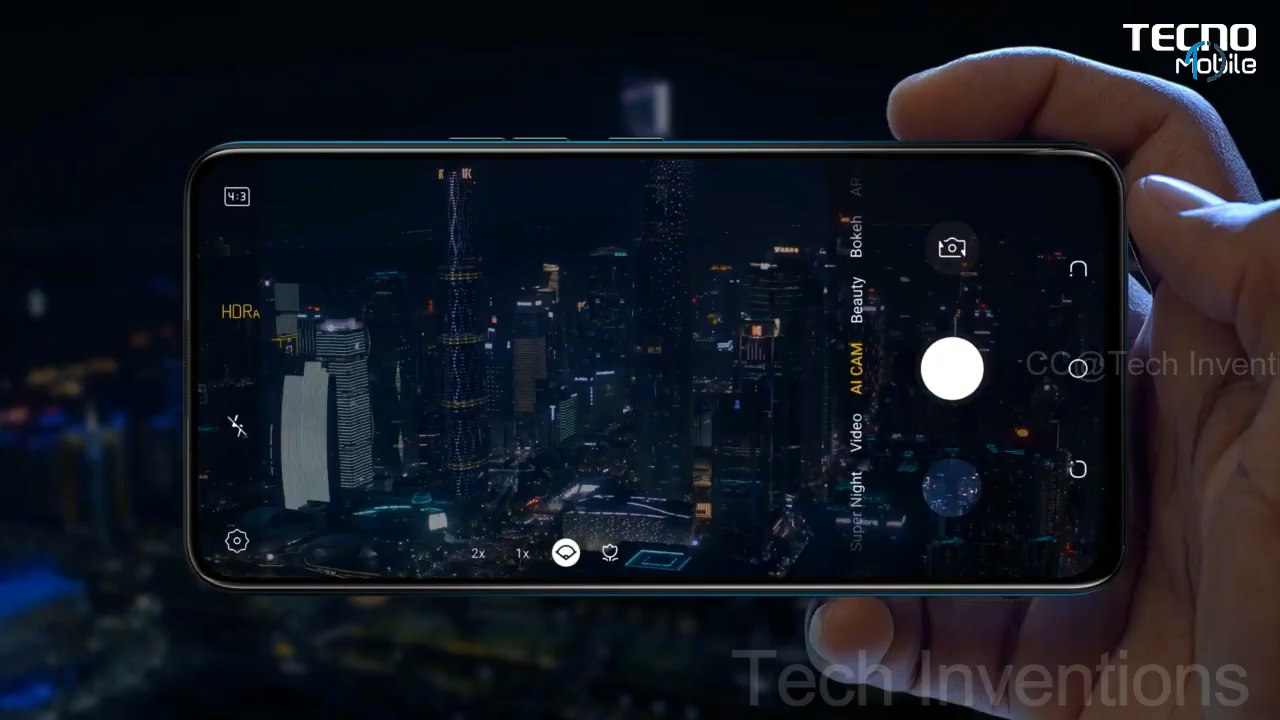 TECNO
Mobile
4:3
HDRA
AR
Bokeh
Beauty
AI CAM
Video
Super Night
CC@Tech Invent
2x
1x
Tech Inventions